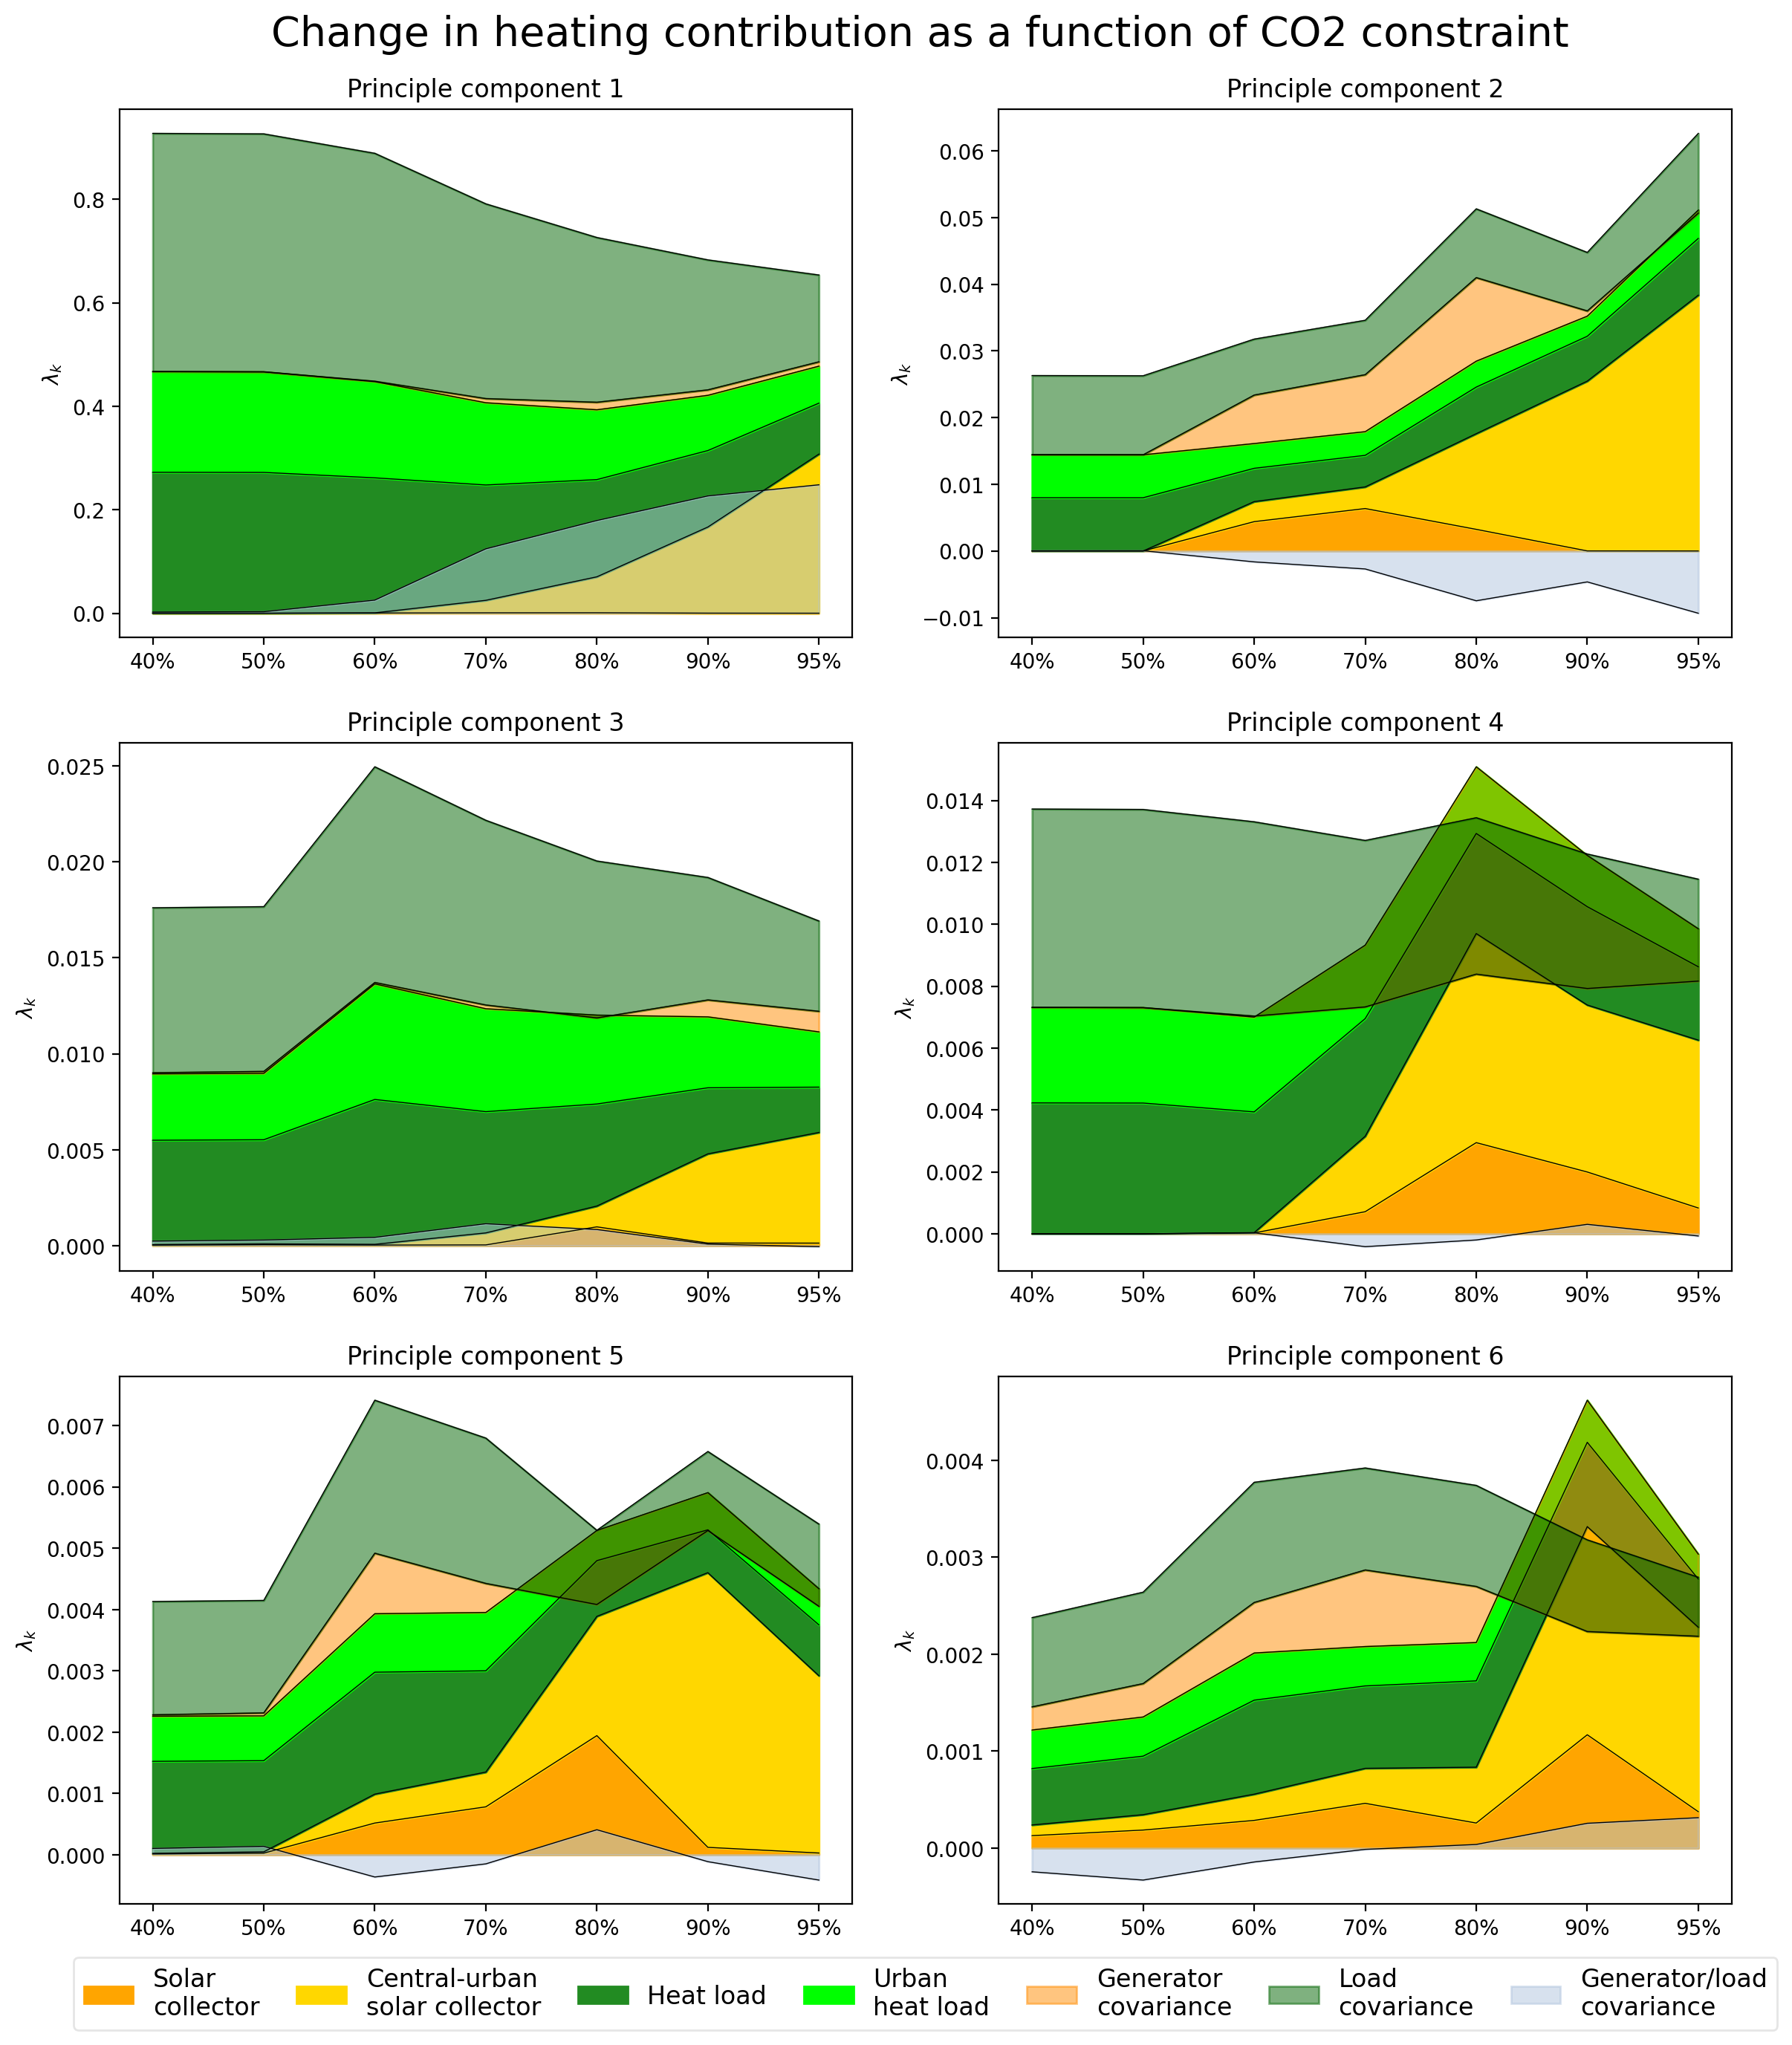 Change in heating contribution as a function of CO2 constraint
Principle component 1
λk
0.8
0.6
0.4
0.2
0.0
40% 50% 60% 70% 80% 90% 95%
Principle component 2
λk
0.06
0.05
0.04
0.03
0.02
0.01
0.00
−0.01
40% 50% 60% 70% 80% 90% 95%
Principle component 3
λk
0.025
0.020
0.015
0.010
0.005
0.000
40% 50% 60% 70% 80% 90% 95%
Principle component 4
λk
0.014
0.012
0.010
0.008
0.006
0.004
0.002
0.000
40% 50% 60% 70% 80% 90% 95%
Principle component 5
λk
0.007
0.006
0.005
0.004
0.003
0.002
0.001
0.000
40% 50% 60% 70% 80% 90% 95%
Principle component 6
λk
0.004
0.003
0.002
0.001
0.000
40% 50% 60% 70% 80% 90% 95%
Solar
collector
Central-urban
solar collector
Heat load
Urban
heat load
Generator
covariance
Load
covariance
Generator/load
covariance